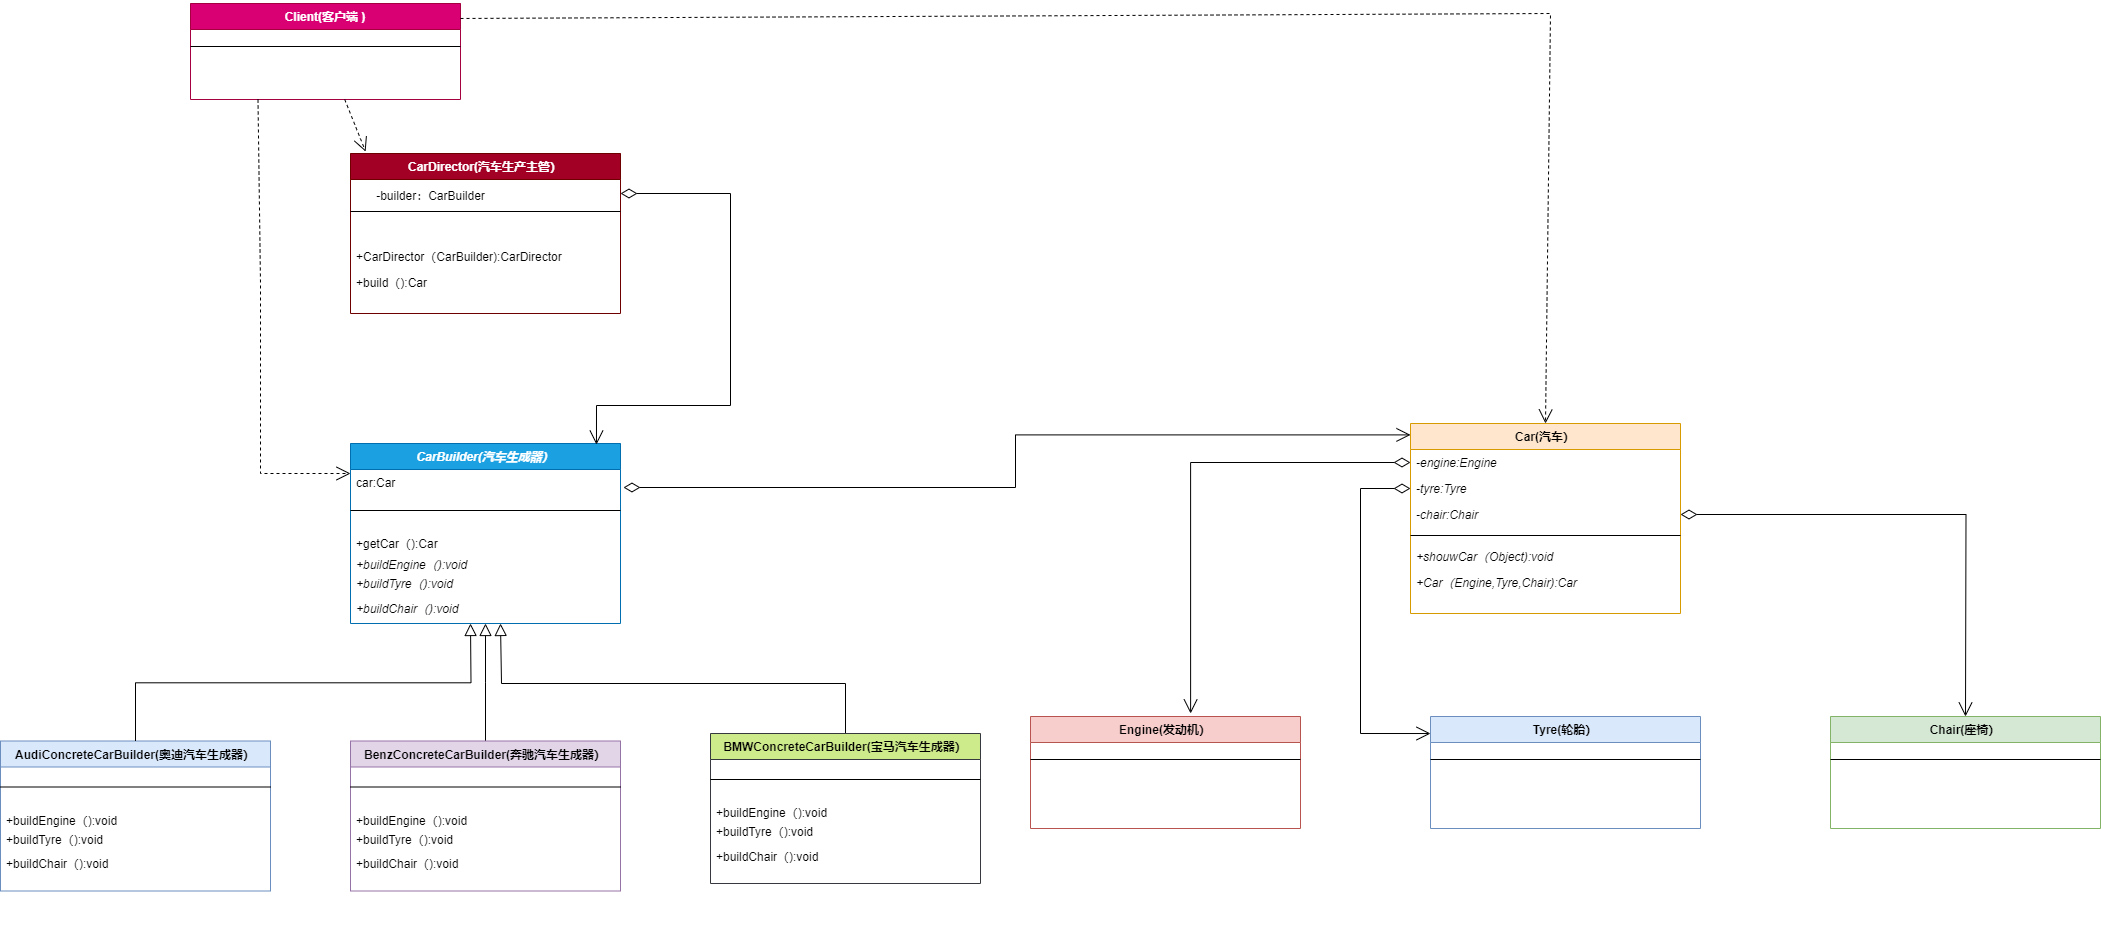 Client(客户端 )
CarDirector(汽车生产主管)
-builder：CarBuilder
+CarDirector（CarBuilder):CarDirector
+build（):Car
CarBuilder(汽车生成器)
car:Car
+getCar（):Car
+buildEngine（):void
+buildTyre（):void
+buildChair（):void
Car(汽车)
-engine:Engine
-tyre:Tyre
-chair:Chair
+shouwCar（Object):void
+Car（Engine,Tyre,Chair):Car
AudiConcreteCarBuilder(奥迪汽车生成器)
+buildEngine（):void
+buildTyre（):void
+buildChair（):void
BenzConcreteCarBuilder(奔驰汽车生成器)
+buildEngine（):void
+buildTyre（):void
+buildChair（):void
BMWConcreteCarBuilder(宝马汽车生成器)
+buildEngine（):void
+buildTyre（):void
+buildChair（):void
Engine(发动机)
Tyre(轮胎)
Chair(座椅)